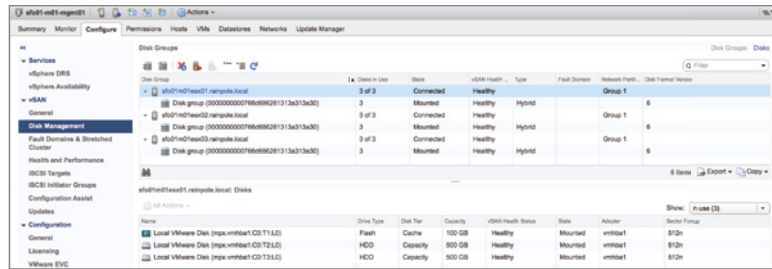 sfo01-m01-mgmt01 Actions
Summary Monitor Configure Permissions Hosts VMs Datastores Networks Update Manager
Services
vSphere DRS
vSphere Availability
vSAN
General
Disk Management
Fault Domains & Stretched Cluster
Health and Performance
iSCSI Targets
iSCSI Initiator Groups
Configuration Assist
Updates
Configuration
General
Licensing
VMware EVC
Disk Groups
Disk Groups Disks
Filter
Disk Group Disks in Use State vSAN Health ... Type Fault Domain Network Partiti... Disk Format Version
sfo01m01esx01.rainpole.local 3 of 3 Connected Healthy Group 1
Disk group (0000000000766d686261313a313a30) 3 Mounted Healthy Hybrid 6
sfo01m01esx02.rainpole.local 3 of 3 Connected Healthy Group 1
Disk group (0000000000766d686261313a313a30) 3 Mounted Healthy Hybrid 6
sfo01m01esx03.rainpole.local 3 of 3 Connected Healthy Group 1
Disk group (0000000000766d686261313a313a30) 3 Mounted Healthy Hybrid 6
6 items Export Copy
sfo01m01esx01.rainpole.local: Disks
All Actions
Show: In use (3)
Name Drive Type Disk Tier Capacity vSAN Health Status State Adapter Sector Format
Local VMware Disk (mpx.vmhba1:C0:T1:L0) Flash Cache 100 GB Healthy Mounted vmhba1 512n
Local VMware Disk (mpx.vmhba1:C0:T2:L0) HDD Capacity 500 GB Healthy Mounted vmhba1 512n
Local VMware Disk (mpx.vmhba1:C0:T3:L0) HDD Capacity 500 GB Healthy Mounted vmhba1 512n